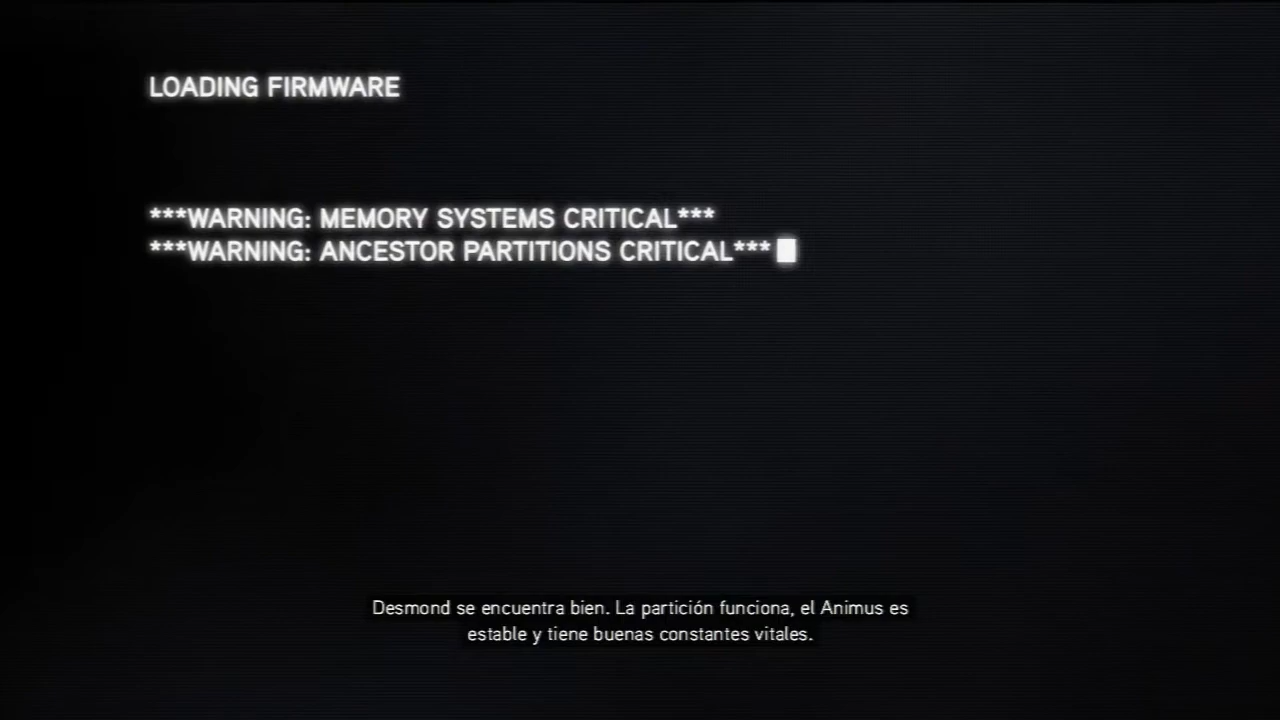 LOADING FIRMWARE
***WARNING: MEMORY SYSTEMS CRITICAL***
***WARNING: ANCESTOR PARTITIONS CRITICAL***
Desmond se encuentra bien. La partición funciona, el Animus es
estable y tiene buenas constantes vitales.